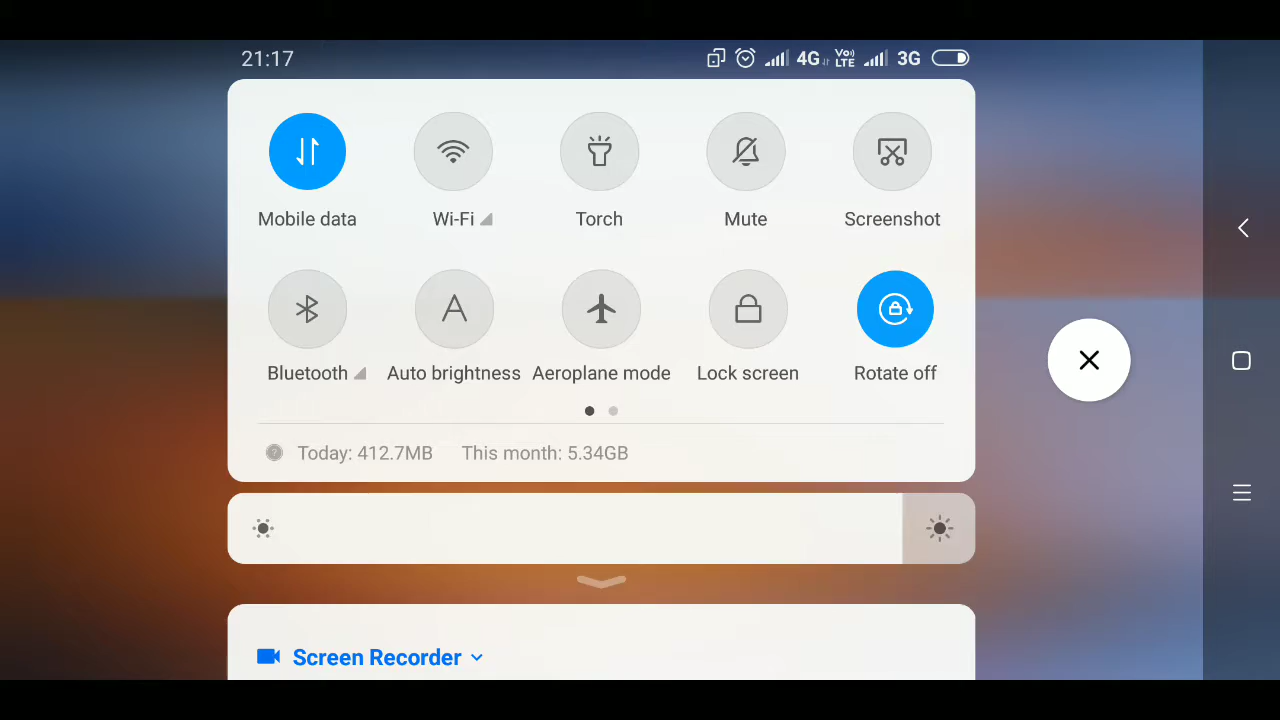 21:17 4G VoLTE 3G
Mobile data Wi-Fi Torch Mute Screenshot
Bluetooth Auto brightness Aeroplane mode Lock screen Rotate off
Today: 412.7MB This month: 5.34GB
Screen Recorder